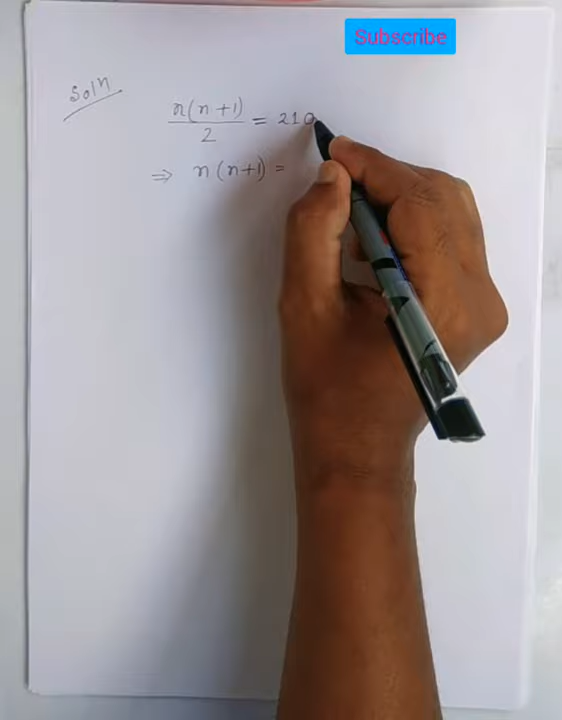 Subscribe
Solⁿ
n(n+1)/2 = 210
⇒ n(n+1) =